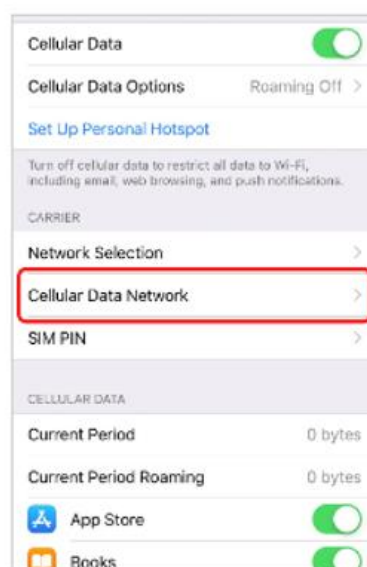 Cellular Data
Cellular Data Options Roaming Off >
Set Up Personal Hotspot
Turn off cellular data to restrict all data to Wi-Fi,
including email, web browsing, and push notifications.
CARRIER
Network Selection >
Cellular Data Network >
SIM PIN >
CELLULAR DATA
Current Period 0 bytes
Current Period Roaming 0 bytes
App Store
Books